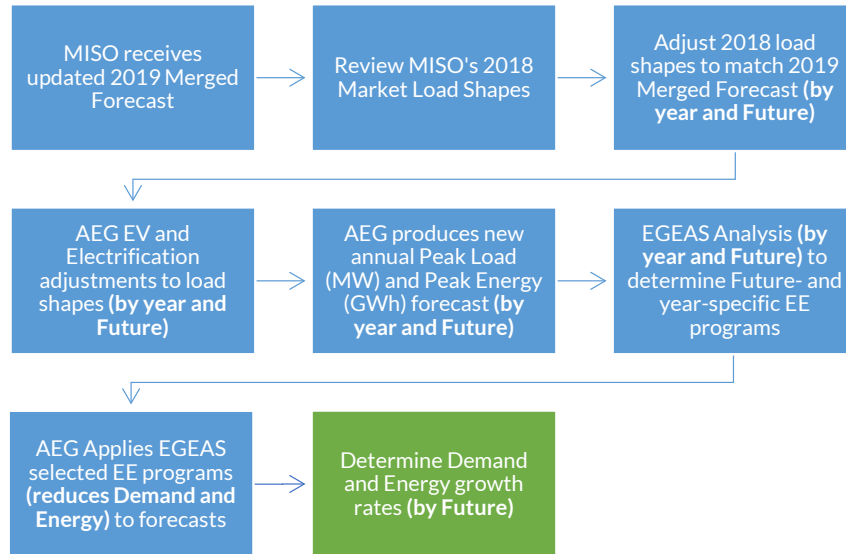 MISO receives
updated 2019 Merged
Forecast
Review MISO's 2018
Market Load Shapes
Adjust 2018 load
shapes to match 2019
Merged Forecast (by
year and Future)
AEG EV and
Electrification
adjustments to load
shapes (by year and
Future)
AEG produces new
annual Peak Load
(MW) and Peak Energy
(GWh) forecast (by
year and Future)
EGEAS Analysis (by
year and Future) to
determine Future- and
year-specific EE
programs
AEG Applies EGEAS
selected EE programs
(reduces Demand and
Energy) to forecasts
Determine Demand
and Energy growth
rates (by Future)